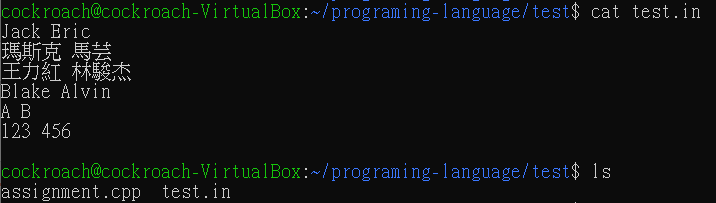 cockroach@cockroach-VirtualBox:~/programing-language/test$ cat test.in
Jack Eric
瑪斯克 馬芸
王力紅 林駿杰
Blake Alvin
A B
123 456
cockroach@cockroach-VirtualBox:~/programing-language/test$ ls
assignment.cpp  test.in